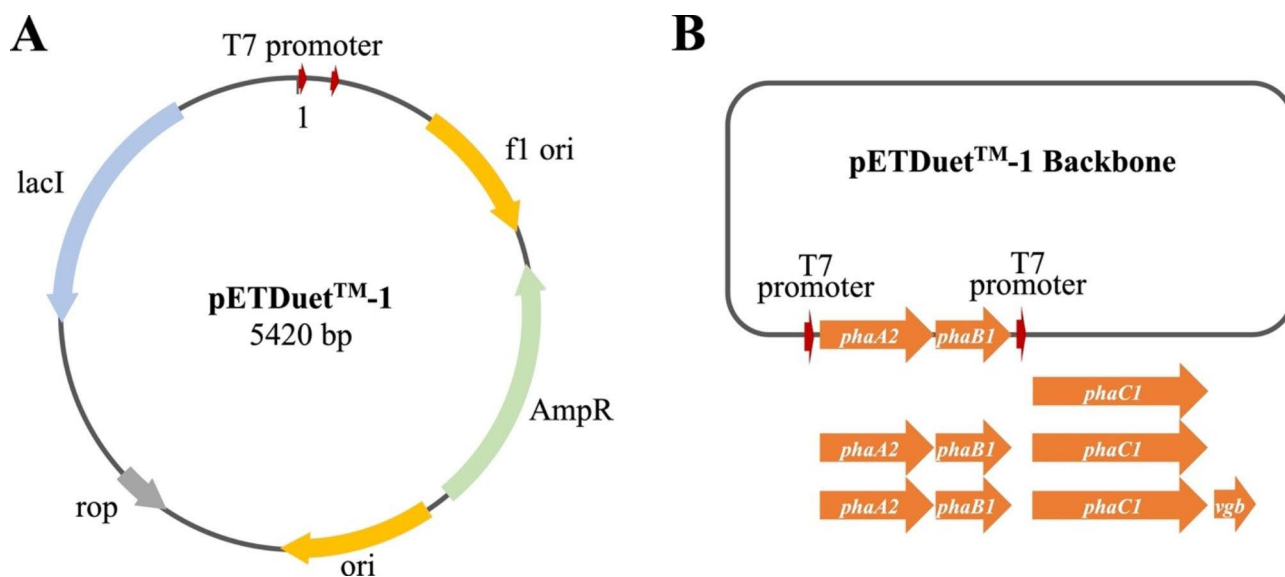 A
T7 promoter
1
f1 ori
lacI
pETDuet™-1
5420 bp
AmpR
rop
ori
B
pETDuet™-1 Backbone
T7
promoter
T7
promoter
phaA2 phaB1
phaC1
phaA2 phaB1 phaC1
phaA2 phaB1 phaC1 vgb